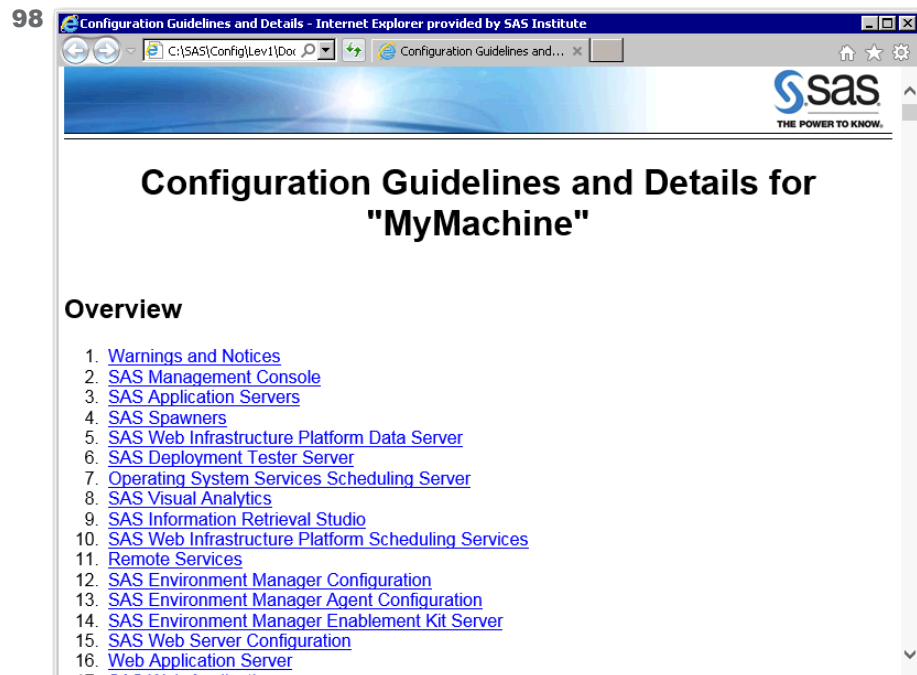 98
Configuration Guidelines and Details - Internet Explorer provided by SAS Institute
C:\SAS\Config\Lev1\Doc
Configuration Guidelines and...
sas
THE POWER TO KNOW.
Configuration Guidelines and Details for
"MyMachine"
Overview
1. Warnings and Notices
2. SAS Management Console
3. SAS Application Servers
4. SAS Spawners
5. SAS Web Infrastructure Platform Data Server
6. SAS Deployment Tester Server
7. Operating System Services Scheduling Server
8. SAS Visual Analytics
9. SAS Information Retrieval Studio
10. SAS Web Infrastructure Platform Scheduling Services
11. Remote Services
12. SAS Environment Manager Configuration
13. SAS Environment Manager Agent Configuration
14. SAS Environment Manager Enablement Kit Server
15. SAS Web Server Configuration
16. Web Application Server